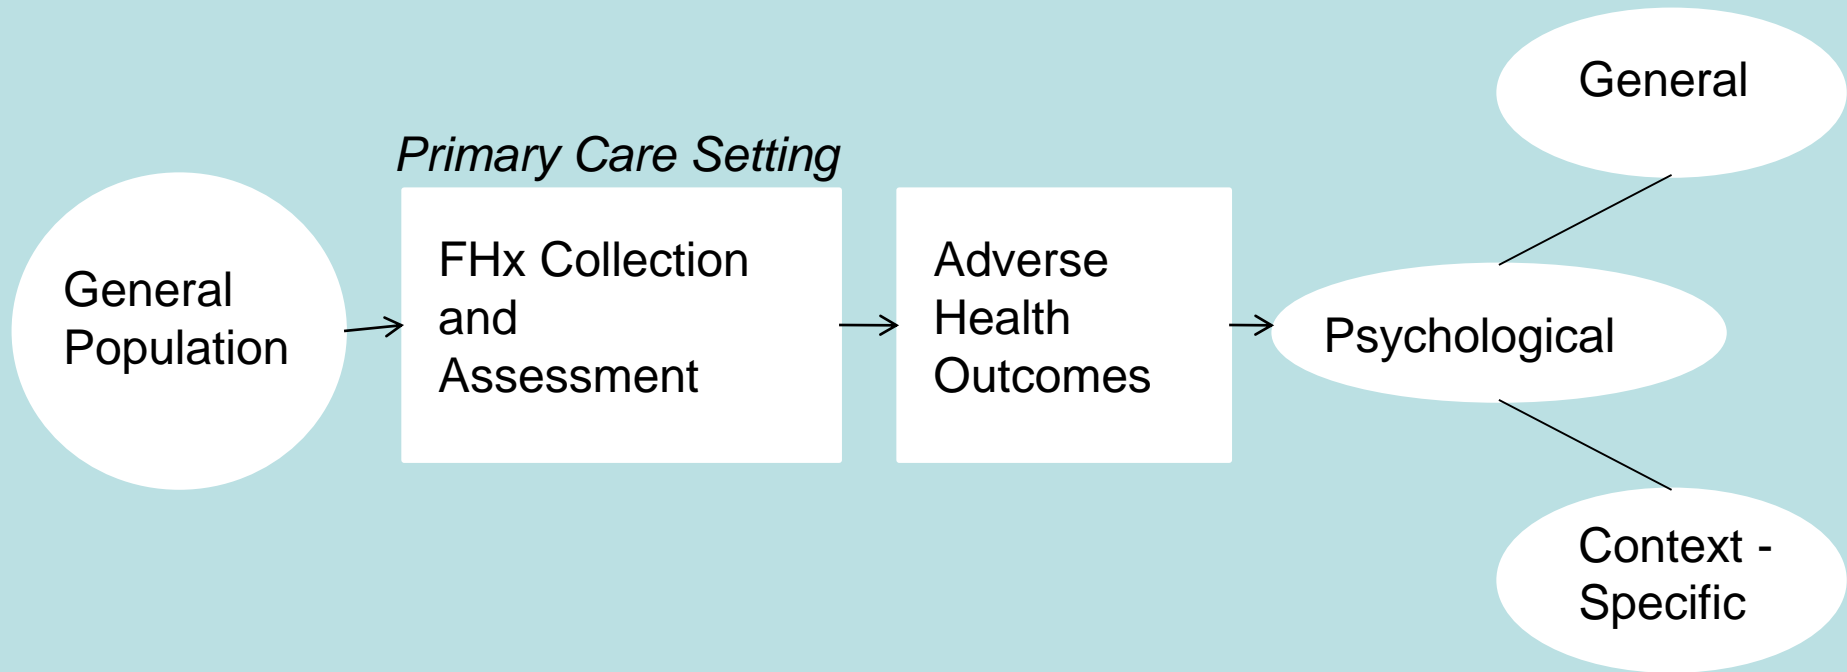 General
Population
Primary Care Setting
FHx Collection
and
Assessment
Adverse
Health
Outcomes
Psychological
General
Context -
Specific